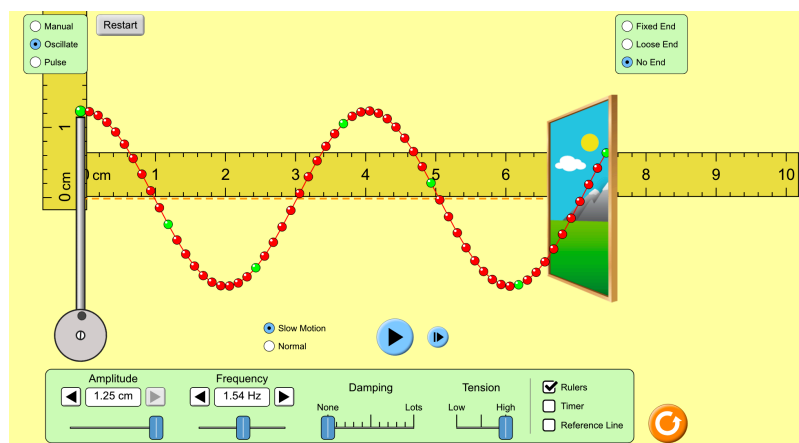 Manual
Oscillate
Pulse
Restart
Fixed End
Loose End
No End
1
0 cm
0 cm 1 2 3 4 5 6 7 8 9 10
Slow Motion
Normal
Amplitude
1.25 cm
Frequency
1.54 Hz
Damping
None Lots
Tension
Low High
Rulers
Timer
Reference Line